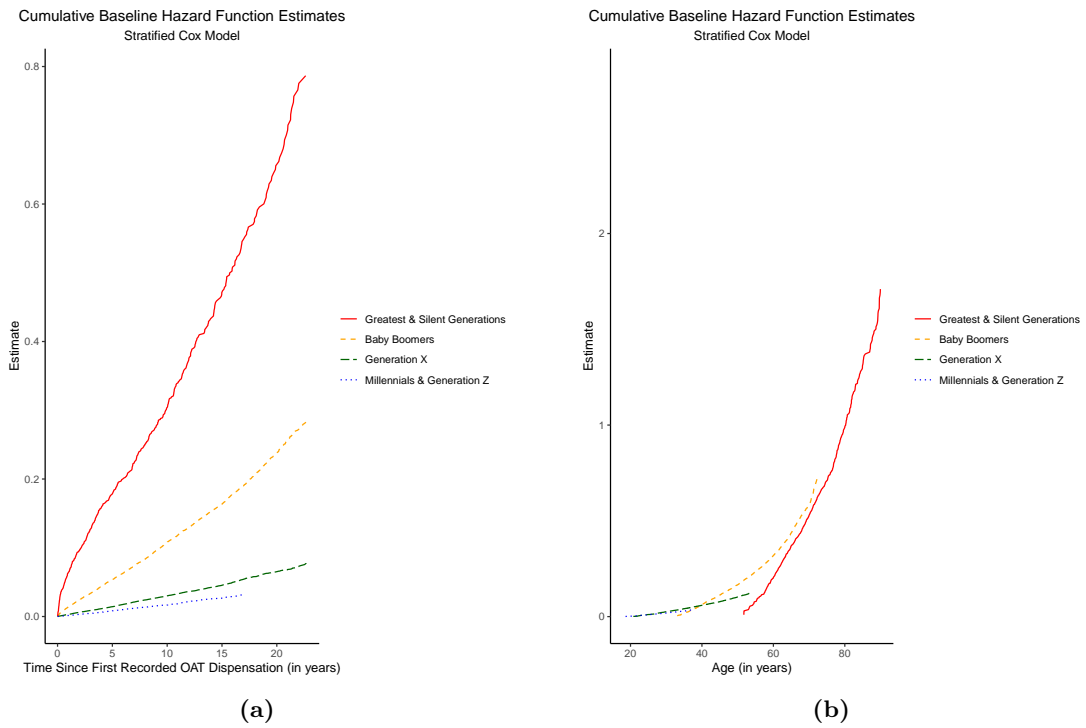 Cumulative Baseline Hazard Function Estimates
Stratified Cox Model
0.8
0.6
0.4
0.2
0.0
Estimate
0
5
10
15
20
Time Since First Recorded OAT Dispensation (in years)
Greatest & Silent Generations
Baby Boomers
Generation X
Millennials & Generation Z
(a)
Cumulative Baseline Hazard Function Estimates
Stratified Cox Model
2
1
0
Estimate
20
40
60
80
Age (in years)
Greatest & Silent Generations
Baby Boomers
Generation X
Millennials & Generation Z
(b)